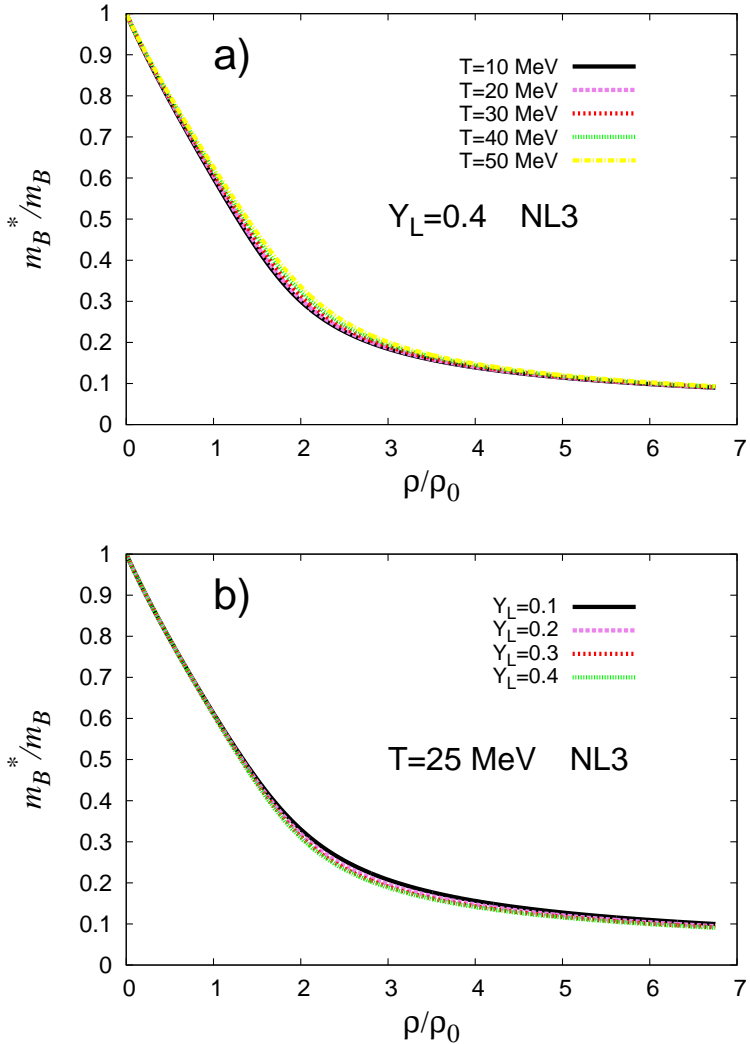 a)
T=10 MeV
T=20 MeV
T=30 MeV
T=40 MeV
T=50 MeV
Y_L=0.4 NL3
1
0.9
0.8
0.7
0.6
0.5
0.4
0.3
0.2
0.1
0
m_B^*/m_B
0 1 2 3 4 5 6 7
ρ/ρ_0
b)
Y_L=0.1
Y_L=0.2
Y_L=0.3
Y_L=0.4
T=25 MeV NL3
1
0.9
0.8
0.7
0.6
0.5
0.4
0.3
0.2
0.1
0
m_B^*/m_B
0 1 2 3 4 5 6 7
ρ/ρ_0